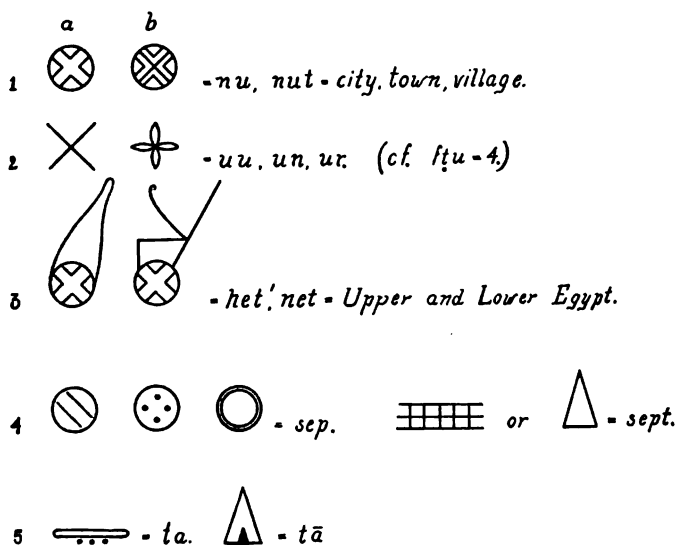 a b
1 - nu, nut - city, town, village.
2 - uu, un, ur. (cf. fṭu - 4.)
3 - het', net - Upper and Lower Egypt.
4 - sep. or - sept.
5 - ta. - tā